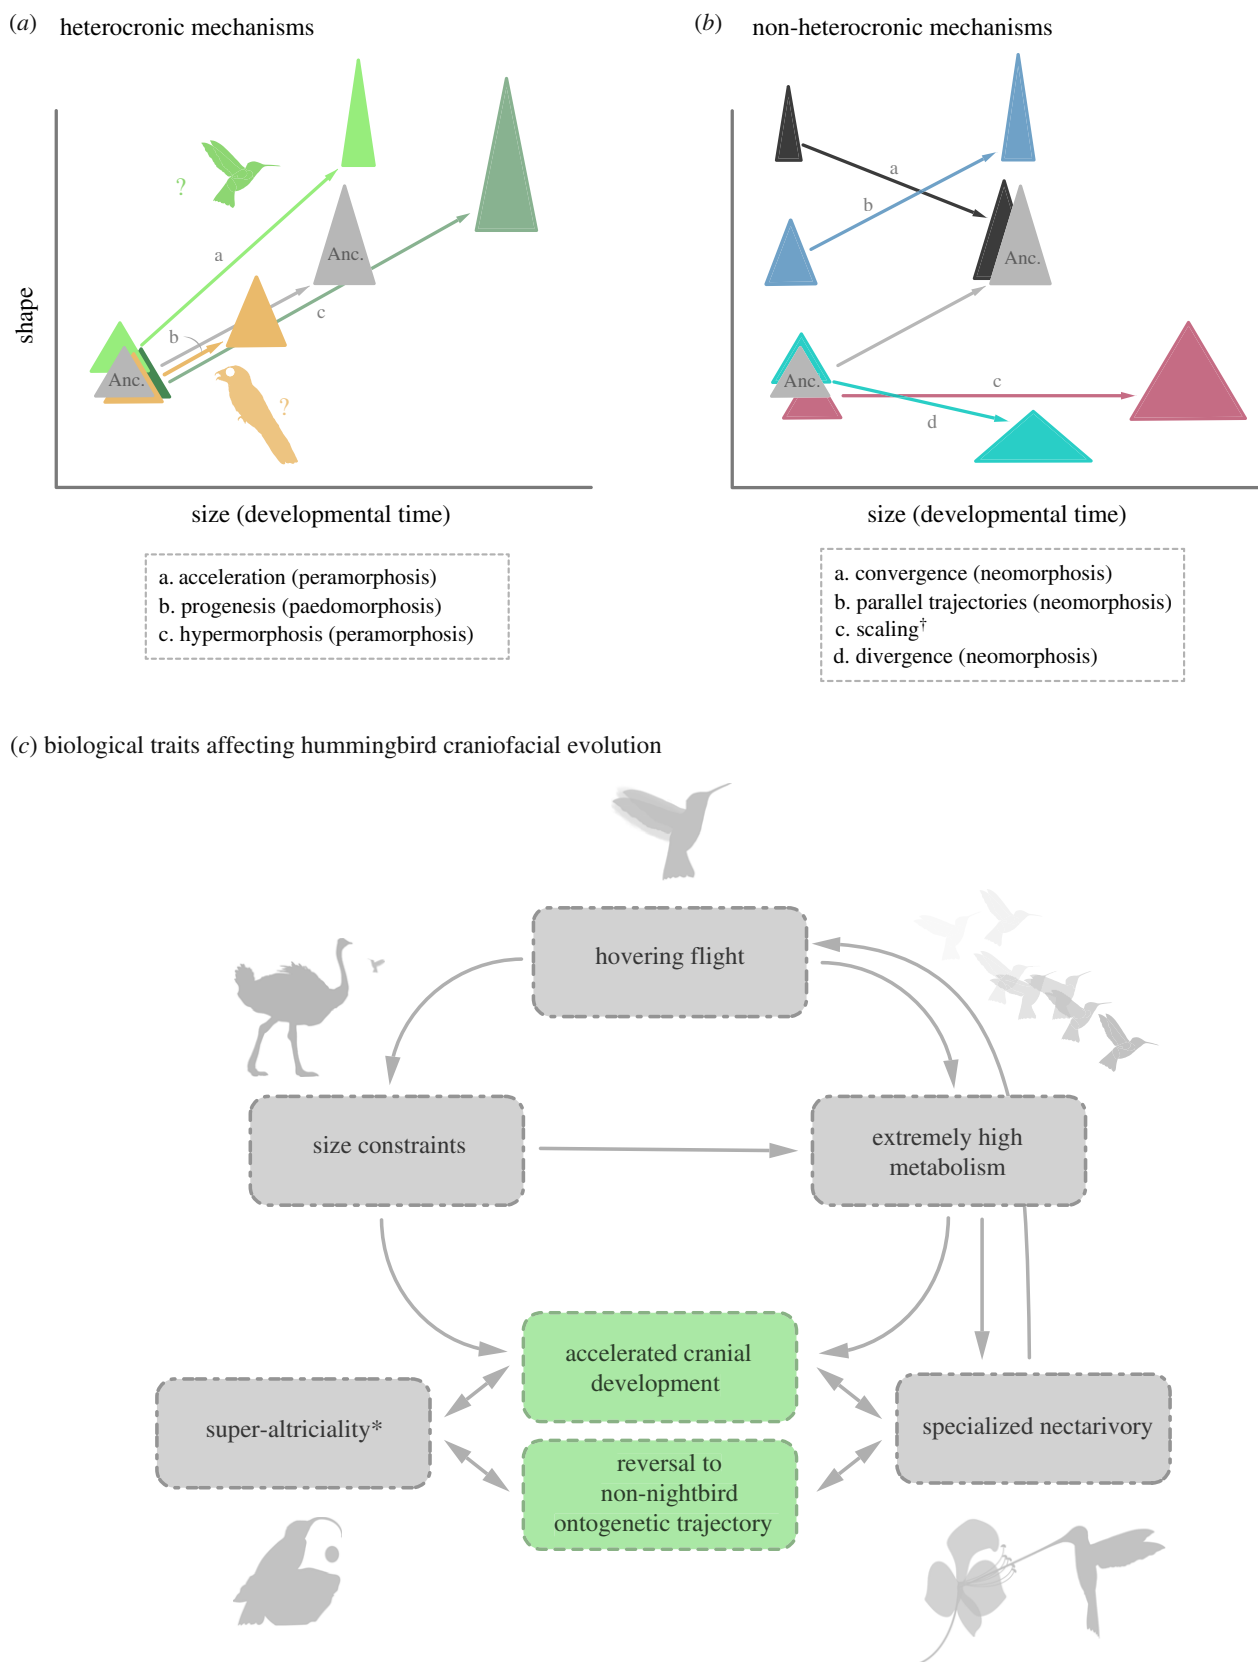 (a) heterocronic mechanisms
?
a
Anc.
b
c
Anc.
?
shape
size (developmental time)
a. acceleration (peramorphosis)
b. progenesis (paedomorphosis)
c. hypermorphosis (peramorphosis)
(b) non-heterocronic mechanisms
a
b
Anc.
Anc.
c
d
size (developmental time)
a. convergence (neomorphosis)
b. parallel trajectories (neomorphosis)
c. scaling†
d. divergence (neomorphosis)
(c) biological traits affecting hummingbird craniofacial evolution
hovering flight
size constraints
extremely high
metabolism
accelerated cranial
development
super-altriciality*
specialized nectarivory
reversal to
non-nightbird
ontogenetic trajectory